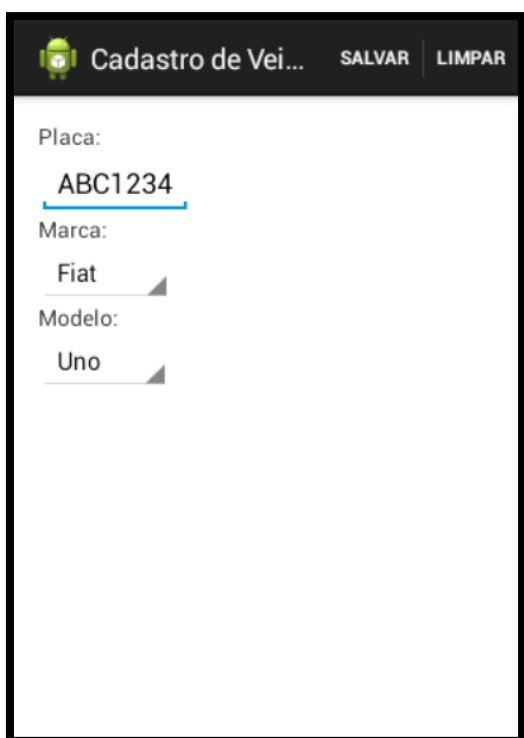 Cadastro de Vei... SALVAR LIMPAR
Placa:
ABC1234
Marca:
Fiat
Modelo:
Uno